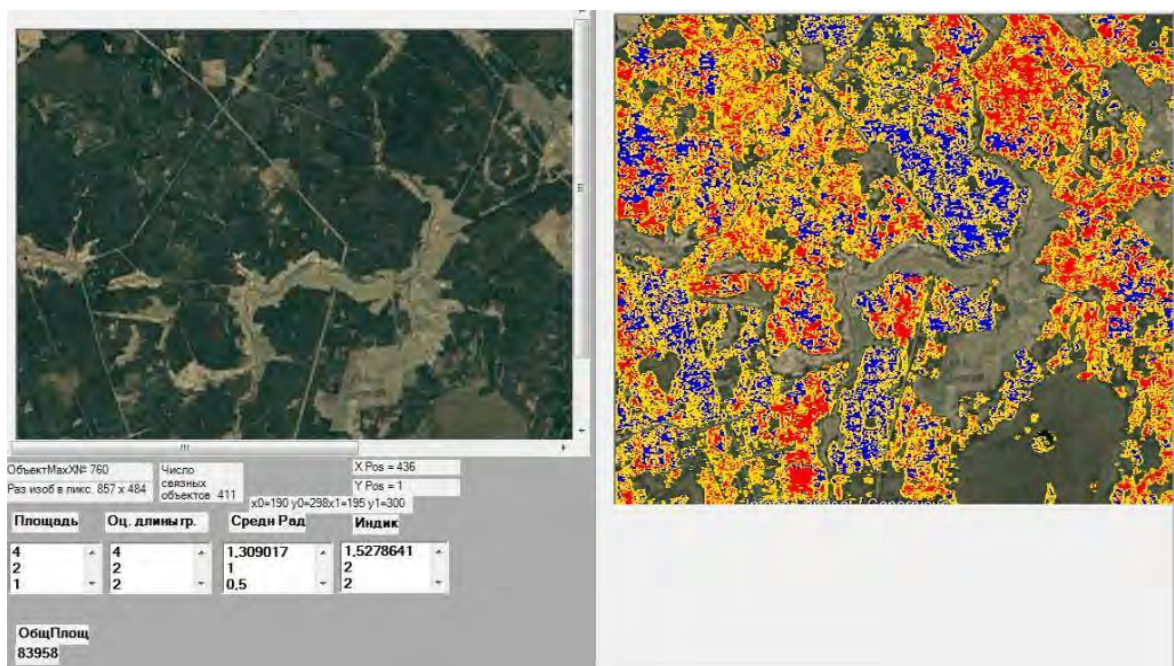 ОбъектMaxX№ 760
Раз изоб в пикс. 857 x 484
Число
связных
объектов 411
X Pos = 436
Y Pos = 1
x0=190 y0=298x1=195 y1=300
Площадь
Оц. длины гр.
Средн Рад
Индик
4
2
1
4
2
2
1,309017
1
0,5
1,5278641
2
2
ОбщПлощ
83958